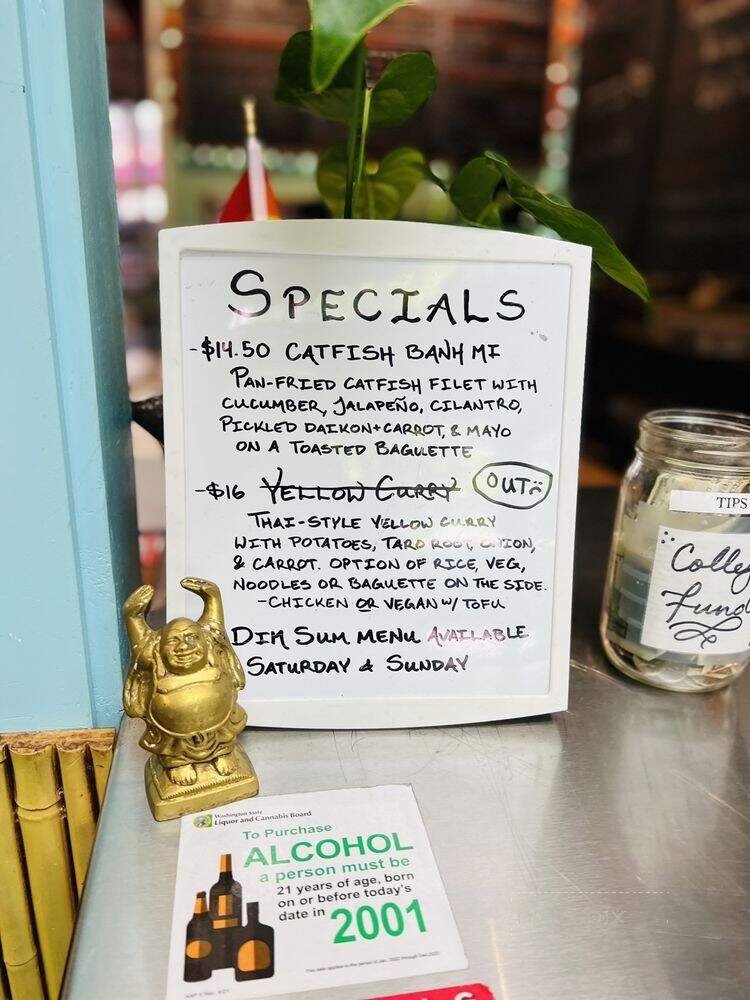 SPECIALS
-$14.50 CATFISH BANH MI
PAN-FRIED CATFISH FILET WITH
CUCUMBER, JALAPEÑO, CILANTRO,
PICKLED DAIKON+CARROT, & MAYO
ON A TOASTED BAGUETTE
-$16 YELLOW CURRY OUT
THAI-STYLE YELLOW CURRY
WITH POTATOES, TARO ROOT, ONION,
& CARROT. OPTION OF RICE, VEG,
NOODLES OR BAGUETTE ON THE SIDE.
-CHICKEN OR VEGAN W/ TOFU
DIM SUM MENU AVAILABLE
SATURDAY & SUNDAY
TIPS
Colle
Fund
Washington State
Liquor and Cannabis Board
To Purchase
ALCOHOL
a person must be
21 years of age, born
on or before today's
date in 2001